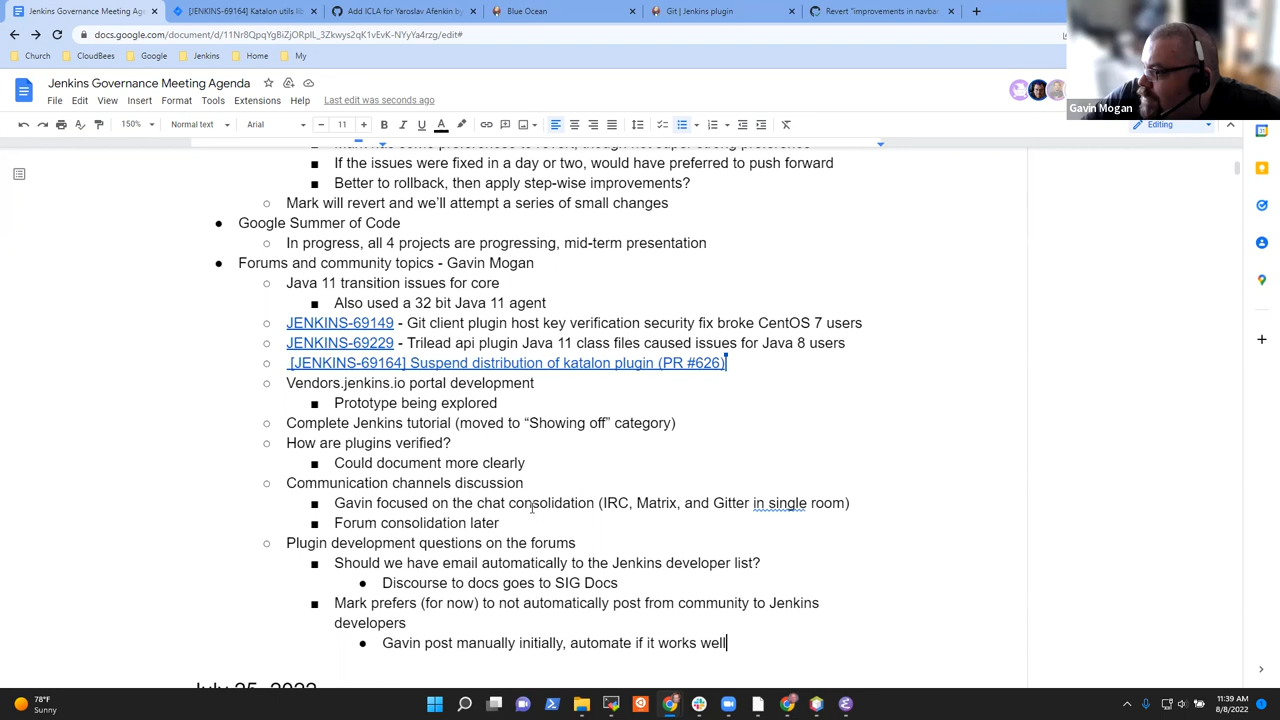 Jenkins Governance Meeting Age
[JENKINS-69164] Katalon utils lib
Add ICLA for Yaroslav Afenkin by
Blue Ocean
Git | Jenkins plugin
Revert "improvements in navbar
docs.google.com/document/d/11Nr8QpqYgBiZjORpIL_3Zkwys2qK1vEvK-NYyYa4rzg/edit#
Church
CloudBees
Google
Jenkins
Home
My
Jenkins Governance Meeting Agenda
File Edit View Insert Format Tools Extensions Help Last edit was seconds ago
150% Normal text Arial 11 Editing
Gavin Mogan
If the issues were fixed in a day or two, would have preferred to push forward
Better to rollback, then apply step-wise improvements?
Mark will revert and we'll attempt a series of small changes
Google Summer of Code
In progress, all 4 projects are progressing, mid-term presentation
Forums and community topics - Gavin Mogan
Java 11 transition issues for core
Also used a 32 bit Java 11 agent
JENKINS-69149 - Git client plugin host key verification security fix broke CentOS 7 users
JENKINS-69229 - Trilead api plugin Java 11 class files caused issues for Java 8 users
[JENKINS-69164] Suspend distribution of katalon plugin (PR #626)
Vendors.jenkins.io portal development
Prototype being explored
Complete Jenkins tutorial (moved to “Showing off” category)
How are plugins verified?
Could document more clearly
Communication channels discussion
Gavin focused on the chat consolidation (IRC, Matrix, and Gitter in single room)
Forum consolidation later
Plugin development questions on the forums
Should we have email automatically to the Jenkins developer list?
Discourse to docs goes to SIG Docs
Mark prefers (for now) to not automatically post from community to Jenkins
developers
Gavin post manually initially, automate if it works well
July 25, 2022
78°F
Sunny
11:39 AM
8/8/2022